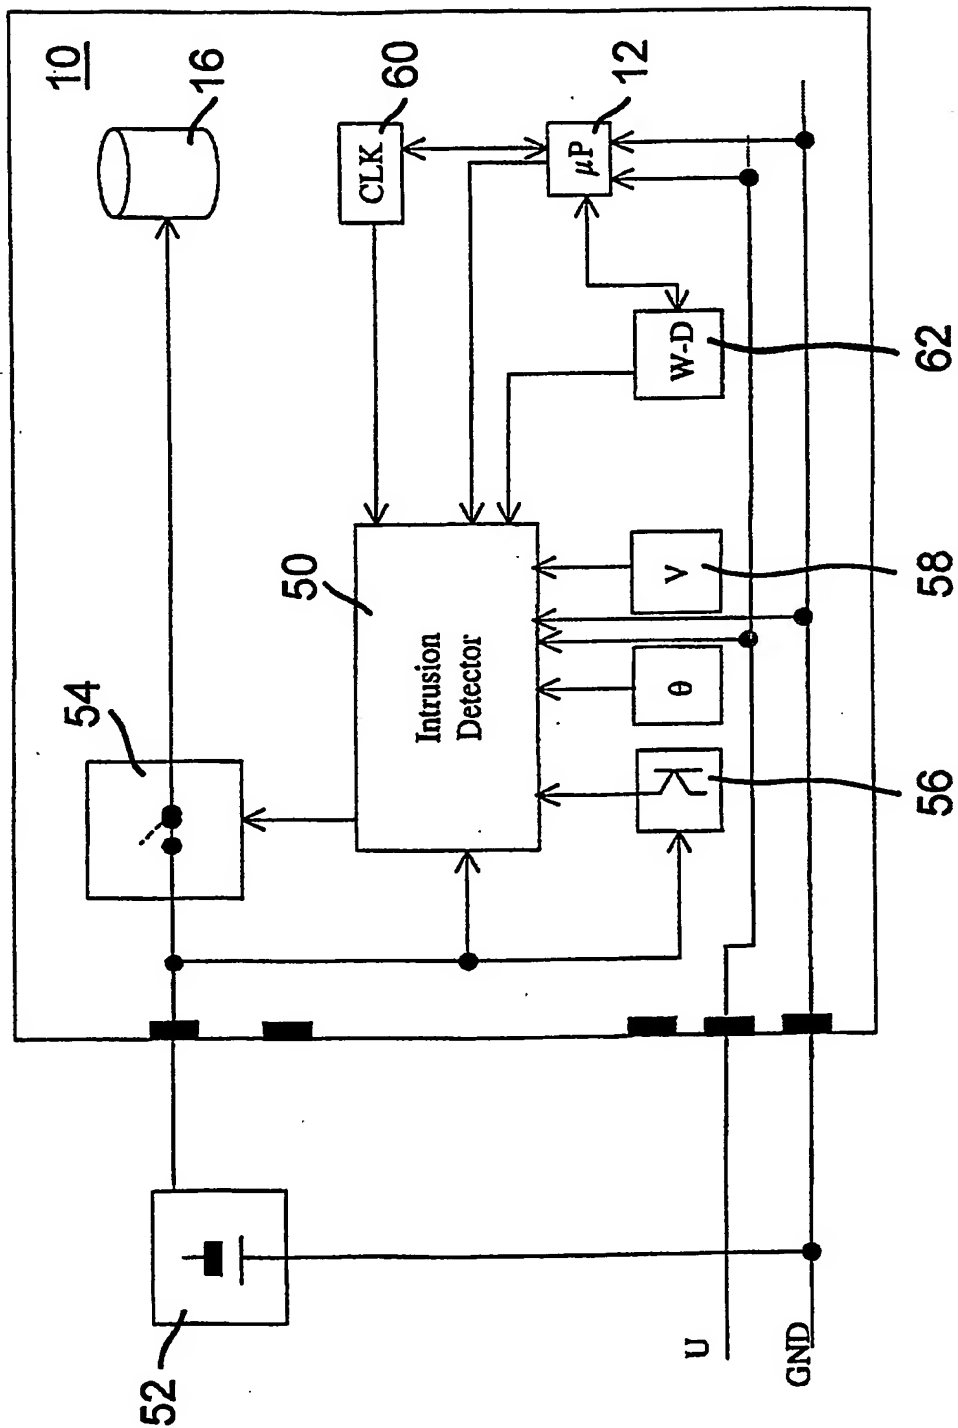 10
16
60
CLK
12
μP
62
W-D
50
Intrusion
Detector
54
58
V
θ
56
52
U
GND